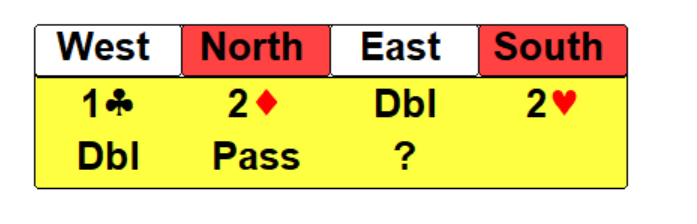 West North East South
1♣ 2♦ Dbl 2♥
Dbl Pass ?